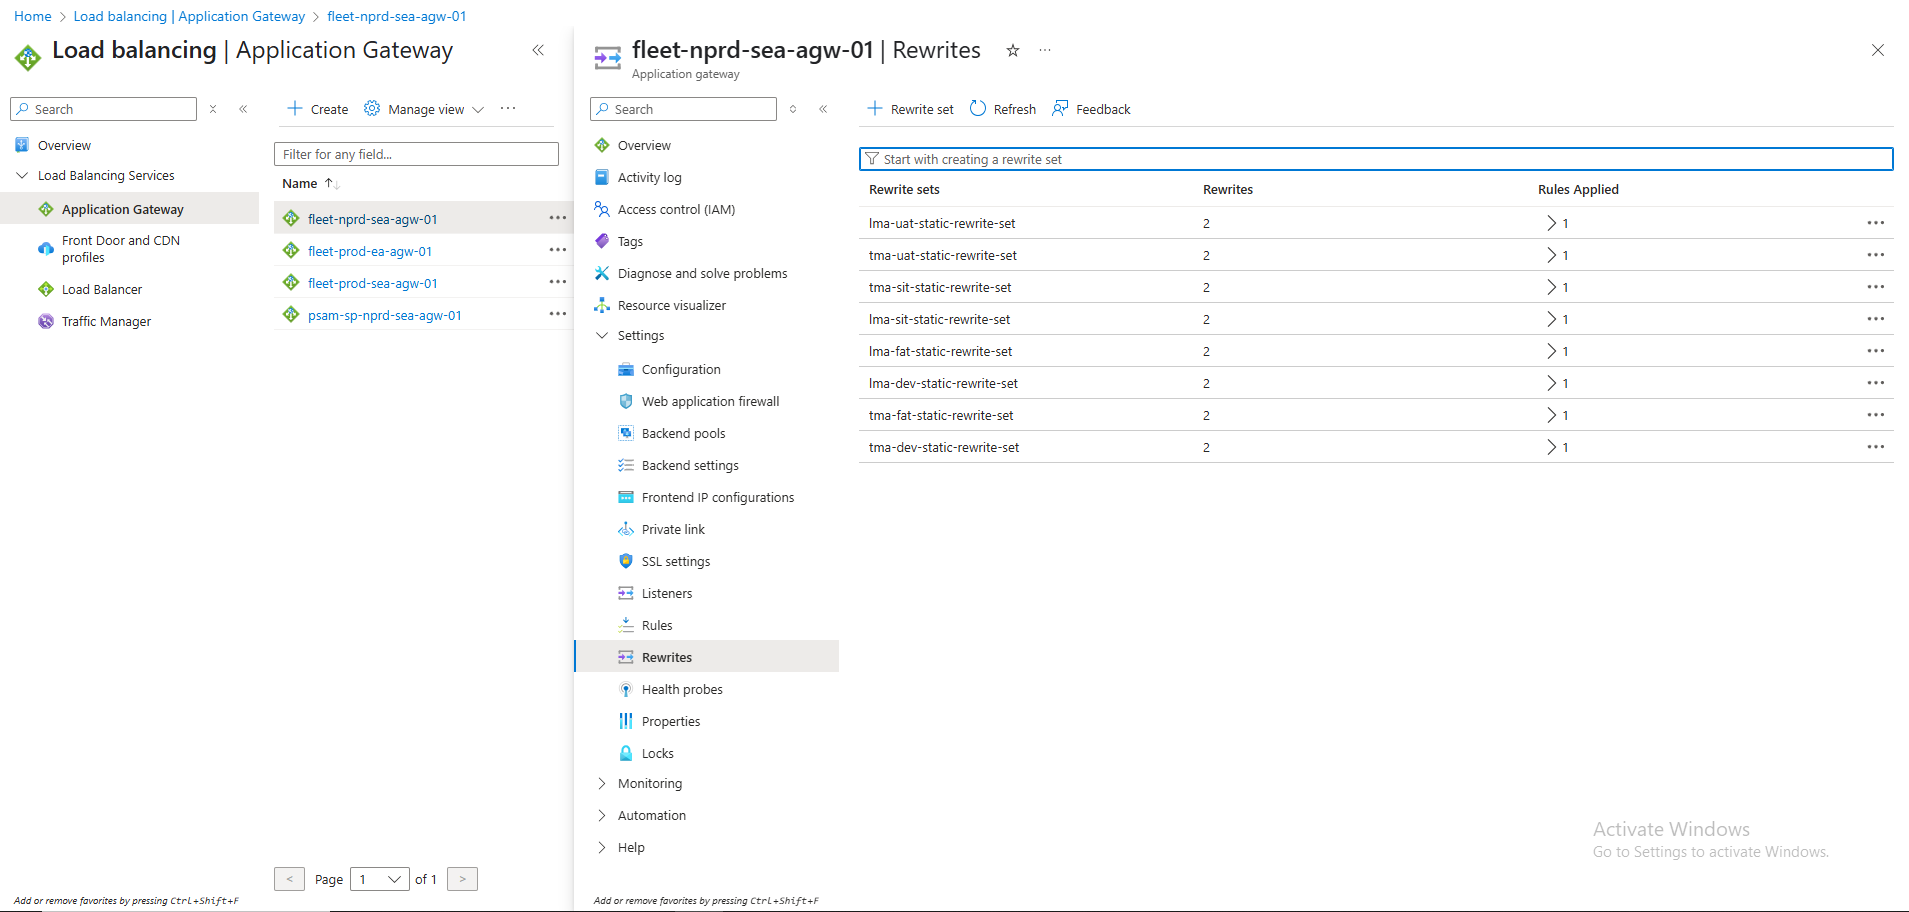 Home > Load balancing | Application Gateway > fleet-nprd-sea-agw-01
Load balancing | Application Gateway
Search
Overview
Load Balancing Services
Application Gateway
Front Door and CDN
profiles
Load Balancer
Traffic Manager
Add or remove favorites by pressing Ctrl+Shift+F
Create
Manage view
Filter for any field...
Name
fleet-nprd-sea-agw-01
fleet-prod-ea-agw-01
fleet-prod-sea-agw-01
psam-sp-nprd-sea-agw-01
< Page 1 of 1 >
fleet-nprd-sea-agw-01 | Rewrites
Application gateway
Search
Overview
Activity log
Access control (IAM)
Tags
Diagnose and solve problems
Resource visualizer
Settings
Configuration
Web application firewall
Backend pools
Backend settings
Frontend IP configurations
Private link
SSL settings
Listeners
Rules
Rewrites
Health probes
Properties
Locks
Monitoring
Automation
Help
Add or remove favorites by pressing Ctrl+Shift+F
Rewrite set Refresh Feedback
Start with creating a rewrite set
Rewrite sets Rewrites Rules Applied
lma-uat-static-rewrite-set 2 1
tma-uat-static-rewrite-set 2 1
tma-sit-static-rewrite-set 2 1
lma-sit-static-rewrite-set 2 1
lma-fat-static-rewrite-set 2 1
lma-dev-static-rewrite-set 2 1
tma-fat-static-rewrite-set 2 1
tma-dev-static-rewrite-set 2 1
Activate Windows
Go to Settings to activate Windows.